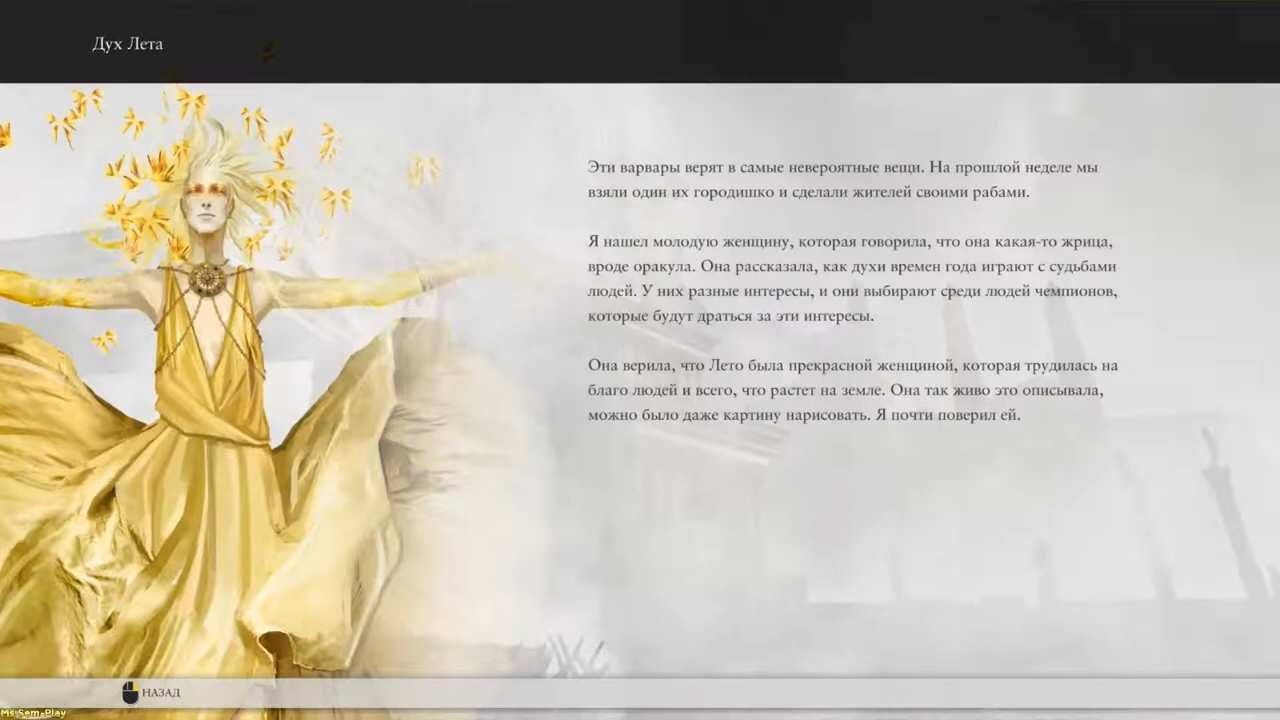 Дух Лета
Эти варвары верят в самые невероятные вещи. На прошлой неделе мы
взяли один их городишко и сделали жителей своими рабами.
Я нашел молодую женщину, которая говорила, что она какая-то жрица,
вроде оракула. Она рассказала, как духи времен года играют с судьбами
людей. У них разные интересы, и они выбирают среди людей чемпионов,
которые будут драться за эти интересы.
Она верила, что Лето была прекрасной женщиной, которая трудилась на
благо людей и всего, что растет на земле. Она так живо это описывала,
можно было даже картину нарисовать. Я почти поверил ей.
НАЗАД
Ms.Sem-Play